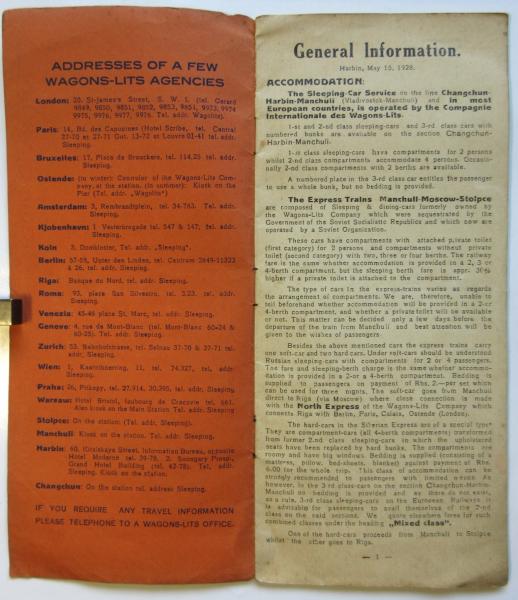 ADDRESSES OF A FEW
WAGONS-LITS AGENCIES
London: 20, St-James's Street, S. W. I. (tel. Gerard
9849, 9850, 9851, 9852, 9853, 9854, 9973, 9974
9975, 9976, 9977, 9978. Tel. addr. Wagolits).
Paris: 14, Bd. des Capucines (Hotel Scribe, tel. Central
27-70 et 27-71 Gut. 13-72 et Louvre 01-41 tel. addr.
Sleeping.
Bruxelles: 17, Place de Brouckere, tel. 114,25 tel. addr.
Sleeping.
Ostende: (in winter): Controler of the Wagons-Lits Com-
pany, at the station. (In summer): Kiosk on the
Pier (Tel. addr. „Wagolits")
Amsterdam: 3, Rembrandtplein, tel. 34-763. Tel. addr.
Sleeping.
Kjobenhavn: 1 Vesterbrogade tel. 547 & 147, tel. addr.
Sleeping.
Koln 3, Domkloster, Tel. addr. „Sleeping".
Berlin: 57-58, Unter den Linden, tel. Centrum 2649-11323
& 26, tel. addr. Sleeping.
Riga: Banque du Nord, tel. addr. Sleeping.
Roma: 93, place San Silvestro, tel. 2.23, tel. addr.
Sleeping.
Venezia: 45-46 place St. Marc, tel. addr. Sleeping.
Geneve: 4, rue de Mont-Blanc (tel. Mont-Blanc 60-24 &
60-25). Tel. addr. Sleeping.
Zurich: 53, Bahnhofstrasse, tel. Selnau 37-70 & 37-71 tel.
addr. Sleeping.
Wien: 1, Kaerthnerring, 11, tel. 74.327, tel. addr.
Sleeping.
Praha: 26, Prikopy, tel. 27.914, 30.395, tel. addr. Sleeping.
Warsaw: Hotel Bristol, faubourg de Cracovie tel. 661.
Also kiosk on the Main Station Tel. addr. Sleeping
Stolpce: On the station; (Tel. addr. Sleeping).
Manchuli Kiosk on the station. Tel. addr. Sleeping.
Harbin: 60, Kitaiskaya Street, Information Bureau, opposite
Hotel Moderne tel. 39-79, 2. Soongary Prospl.,
Grand Hotel Building (tel. 42-78). Tel. addr.
Sleeping. Kiosk on the station.
Changchun: On the station tel. address Sleeping.
IF YOU REQUIRE ANY TRAVEL INFORMATION
PLEASE TELEPHONE TO A WAGONS-LITS OFFICE.
General Information.
Harbin, May 15, 1928.
ACCOMMODATION:
The Sleeping-Car Service on the line Changchun-
Harbin-Manchuli (Vladivostok-Manchuli) and in most
European countries, is operated by the Compagnie
Internationale des Wagons-Lits.
1-st and 2-nd class sleeping-cars and 3-rd class cars with
number banks are available on the section Changchun-
Harbin-Manchuli.
1-st class sleeping-cars have compartments for 2 persons
whilst 2-nd class compartments accommodate 4 persons. Occasion-
ally 2-nd class compartments with 2 berths are available.
A numbered place in the 3-rd class car entitles the passenger
to use a whole bunk, but no bedding is provided.
The Express Trains Manchuli-Moscow-Stolpce
are composed of Sleeping & dining-cars formerly owned by
the Wagons-Lits Company which were sequestrated by the
Government of the Soviet Socialistic Republics and which now are
operated by a Soviet Organization.
These cars have compartments with attached private toilet
(first category) for 2 persons and compartments without private
toilet (second category) with two, three or four berths. The railway
fare is the same whether accommodation is provided in a 2, 3 or
4-berth compartment, but the sleeping berth fare is appr. 30%
higher if a private toilet is attached to the compartment.
The type of cars in the express-trains varies as regards
the arrangement of compartments. We are, therefore, unable to
tell beforehand whether accommodation will be provided in a 2-or
4-berth compartment, and whether a private toilet will be available
or not. This matter can be decided only a few days before the
departure of the train from Manchuli and best attention will be
given to the wishes of passengers.
Besides the above mentioned cars the express trains carry
one soft-car and two hard-cars. Under soft-cars should be understood
Russian sleeping-cars with compartments for 2 or 4 passengers.
The fare and sleeping-berth charge is the same whether accommo-
dation is provided in a 2-or a 4-berth compartment. Bedding is
supplied to passengers on payment of Rbs. 2.—per set which
can be used for three nights. The soft-car goes from Manchuli
direct to Riga (via Moscow) where close connection is made
with the North Express of the Wagons-Lits Company which
connects Riga with Berlin, Paris, Calais, Ostende (London).
The hard-cars in the Siberian Express are of a special type.
They are compartment-cars (all 4-berth compartments) transformed
from former 2.nd class sleeping-cars in which the upholstered
seats have been replaced by hard bunks. The compartments are
roomy and have big windows. Bedding is supplied (consisting of a
mattress, pillow, bed-sheets, blanket) against payment of Rbs.
6.00 for the whole trip. This class of accommodation can be
strongly recommended to passengers with limited means. As
however, in the 3 rd class-cars on the section Changchun-Harbin-
Manchuli no bedding is provided and as there do not exist,
as a rule, 3-rd class sleeping-cars on the European Railways it
is advisable for passengers to avail themselves of the 2-nd
class on the said sections. We quote elsewhere fares for such
combined classes under the heading „Mixed class".
One of the hard-cars proceeds from Manchuli to Stolpce
whilst the other goes to Riga.
— 1 —